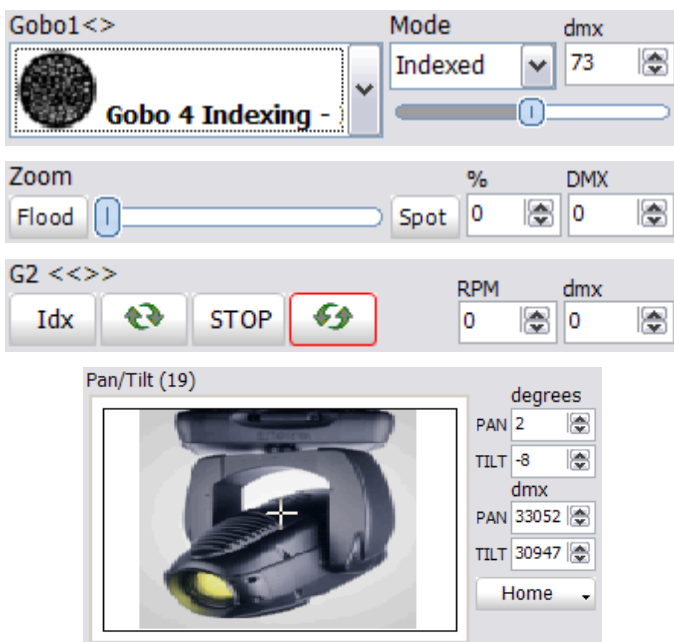 Gobo1<> Mode dmx
Gobo 4 Indexing - Indexed 73
Zoom % DMX
Flood Spot 0 0
G2 <<>> RPM dmx
Idx STOP 0 0
Pan/Tilt (19)
degrees
PAN 2
TILT -8
dmx
PAN 33052
TILT 30947
Home